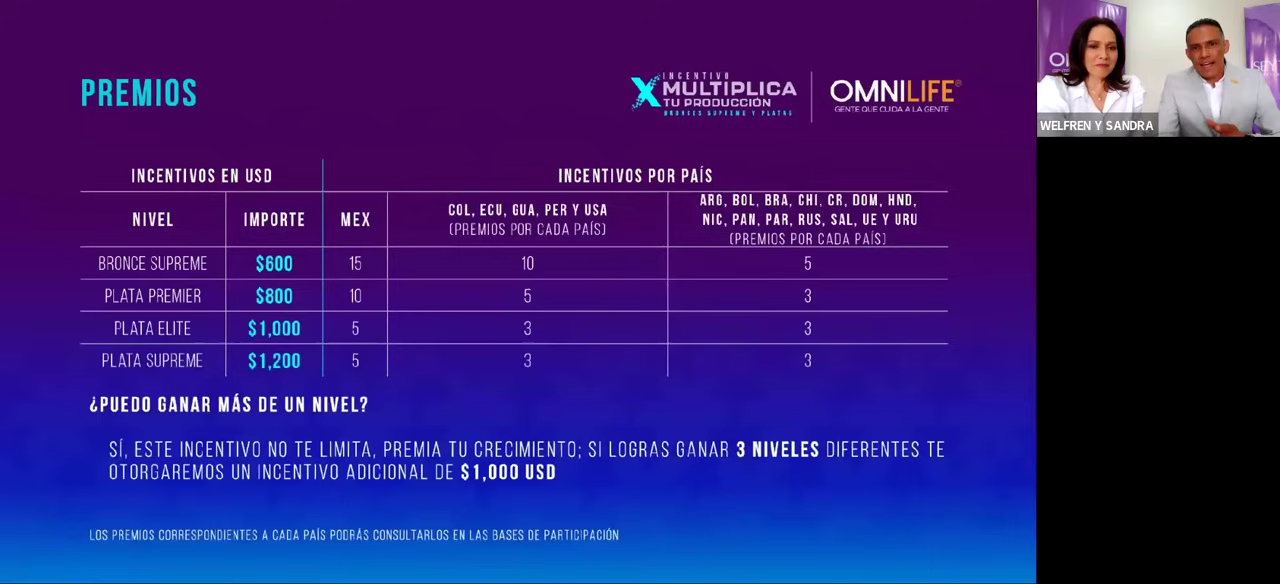 PREMIOS
INCENTIVO
XMULTIPLICA
TU PRODUCCIÓN
BRONCES SUPREME Y PLATAS
OMNILIFE®
GENTE QUE CUIDA A LA GENTE
WELFREN Y SANDRA
INCENTIVOS EN USD INCENTIVOS POR PAÍS
NIVEL IMPORTE MEX COL, ECU, GUA, PER Y USA (PREMIOS POR CADA PAÍS) ARG, BOL, BRA, CHI, CR, DOM, HND, NIC, PAN, PAR, RUS, SAL, UE Y URU (PREMIOS POR CADA PAÍS)
BRONCE SUPREME $600 15 10 5
PLATA PREMIER $800 10 5 3
PLATA ELITE $1,000 5 3 3
PLATA SUPREME $1,200 5 3 3
¿PUEDO GANAR MÁS DE UN NIVEL?
SÍ, ESTE INCENTIVO NO TE LIMITA, PREMIA TU CRECIMIENTO; SI LOGRAS GANAR 3 NIVELES DIFERENTES TE
OTORGAREMOS UN INCENTIVO ADICIONAL DE $1,000 USD
LOS PREMIOS CORRESPONDIENTES A CADA PAÍS PODRÁS CONSULTARLOS EN LAS BASES DE PARTICIPACIÓN